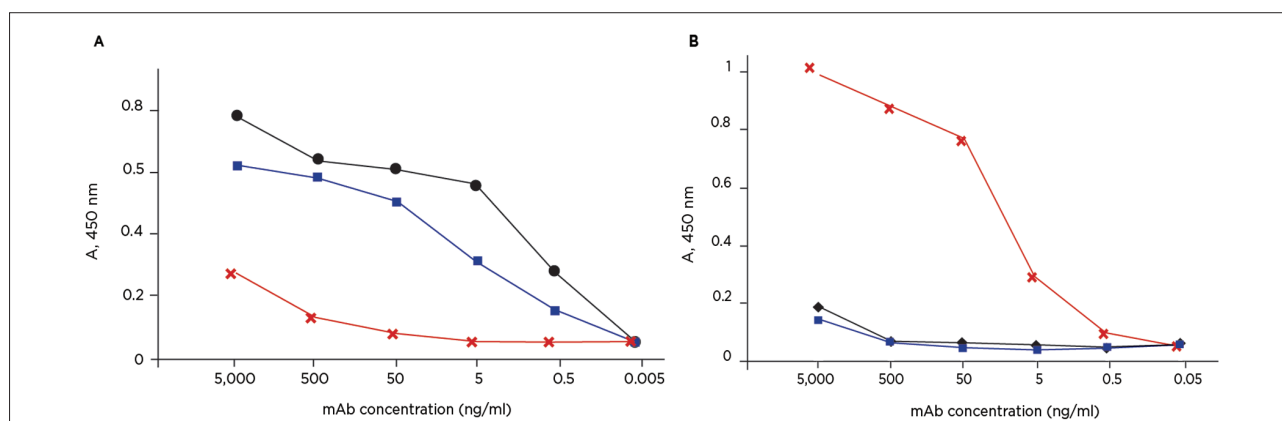 A
A, 450 nm
0.8
0.5
0.4
0.2
0
5,000 500 50 5 0.5 0.005
mAb concentration (ng/ml)
B
A, 450 nm
1
0.8
0.6
0.4
0.2
0
5,000 500 50 5 0.5 0.05
mAb concentration (ng/ml)